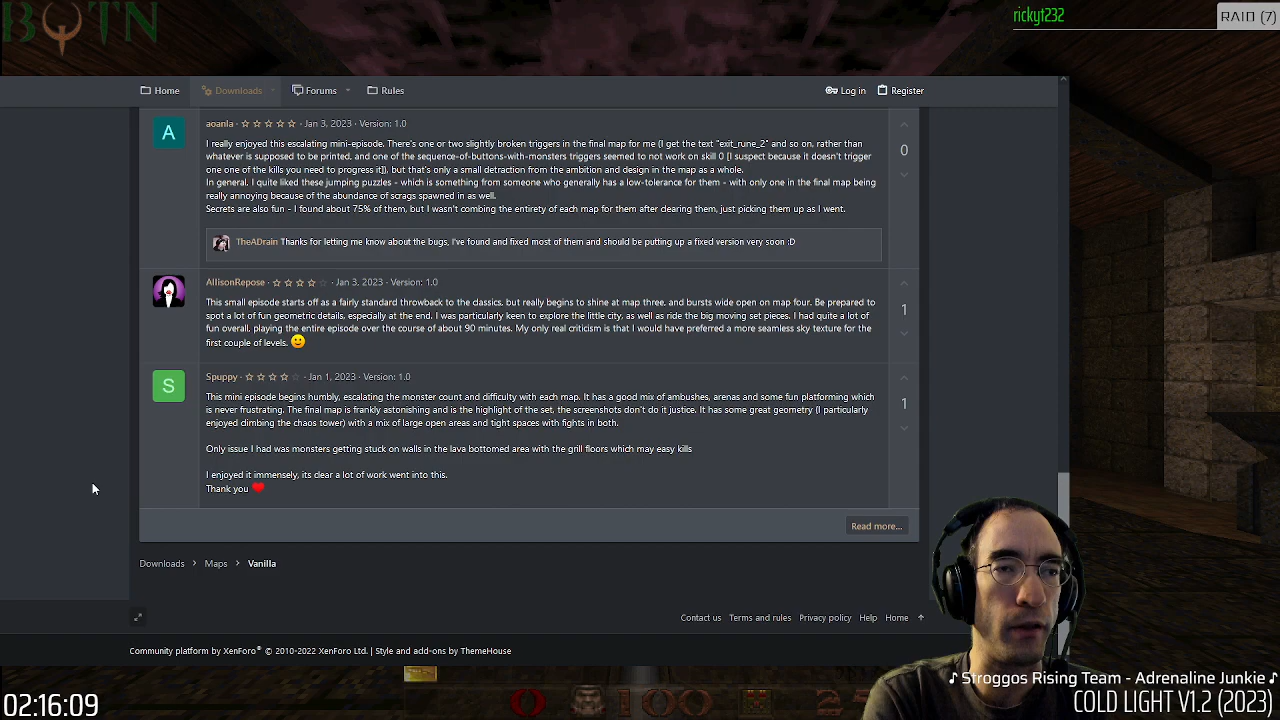 BQTN
rickyt232
RAID (7)
Home
Downloads
Forums
Rules
Log in
Register
A
aoanla
Jan 3, 2023 · Version: 1.0
I really enjoyed this escalating mini-episode. There's one or two slightly broken triggers in the final map for me (I get the text "exit_rune_2" and so on, rather than
whatever is supposed to be printed, and one of the sequence-of-buttons-with-monsters triggers seemed to not work on skill 0 [I suspect because it doesn't trigger
one one of the kills you need to progress it]), but that's only a small detraction from the ambition and design in the map as a whole.
In general, I quite liked these jumping puzzles - which is something from someone who generally has a low-tolerance for them - with only one in the final map being
really annoying because of the abundance of scrags spawned in as well.
Secrets are also fun - I found about 75% of them, but I wasn't combing the entirety of each map for them after clearing them, just picking them up as I went.
0
TheADrain Thanks for letting me know about the bugs, I've found and fixed most of them and should be putting up a fixed version very soon :D
AllisonRepose
Jan 3, 2023 · Version: 1.0
This small episode starts off as a fairly standard throwback to the classics, but really begins to shine at map three, and bursts wide open on map four. Be prepared to
spot a lot of fun geometric details, especially at the end. I was particularly keen to explore the little city, as well as ride the big moving set pieces. I had quite a lot of
fun overall, playing the entire episode over the course of about 90 minutes. My only real criticism is that I would have preferred a more seamless sky texture for the
first couple of levels.
1
S
Spuppy
Jan 1, 2023 · Version: 1.0
This mini episode begins humbly, escalating the monster count and difficulty with each map. It has a good mix of ambushes, arenas and some fun platforming which
is never frustrating. The final map is frankly astonishing and is the highlight of the set, the screenshots don't do it justice. It has some great geometry (I particularly
enjoyed climbing the chaos tower) with a mix of large open areas and tight spaces with fights in both.
Only issue I had was monsters getting stuck on walls in the lava bottomed area with the grill floors which may easy kills
I enjoyed it immensely, its clear a lot of work went into this.
Thank you
1
Read more…
Downloads > Maps > Vanilla
Contact us
Terms and rules
Privacy policy
Help
Home
Community platform by XenForo® © 2010-2022 XenForo Ltd. | Style and add-ons by ThemeHouse
02:16:09
♪ Stroggos Rising Team - Adrenaline Junkie ♪
COLD LIGHT V1.2 (2023)